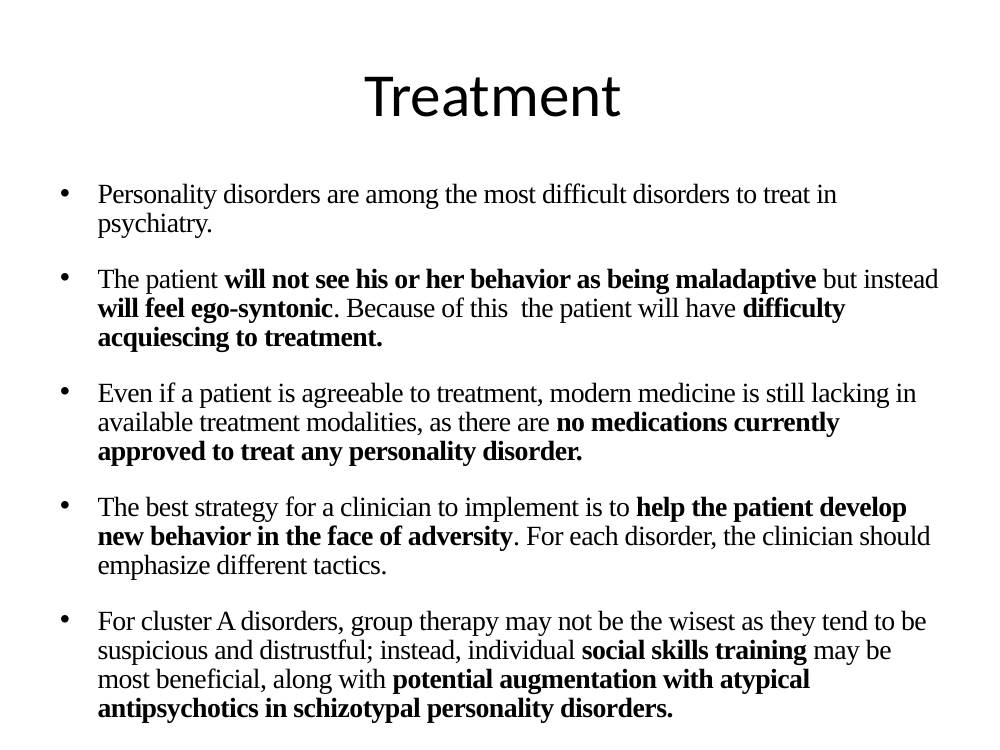 Treatment
• Personality disorders are among the most difficult disorders to treat in
psychiatry.
• The patient will not see his or her behavior as being maladaptive but instead
will feel ego-syntonic. Because of this  the patient will have difficulty
acquiescing to treatment.
• Even if a patient is agreeable to treatment, modern medicine is still lacking in
available treatment modalities, as there are no medications currently
approved to treat any personality disorder.
• The best strategy for a clinician to implement is to help the patient develop
new behavior in the face of adversity. For each disorder, the clinician should
emphasize different tactics.
• For cluster A disorders, group therapy may not be the wisest as they tend to be
suspicious and distrustful; instead, individual social skills training may be
most beneficial, along with potential augmentation with atypical
antipsychotics in schizotypal personality disorders.